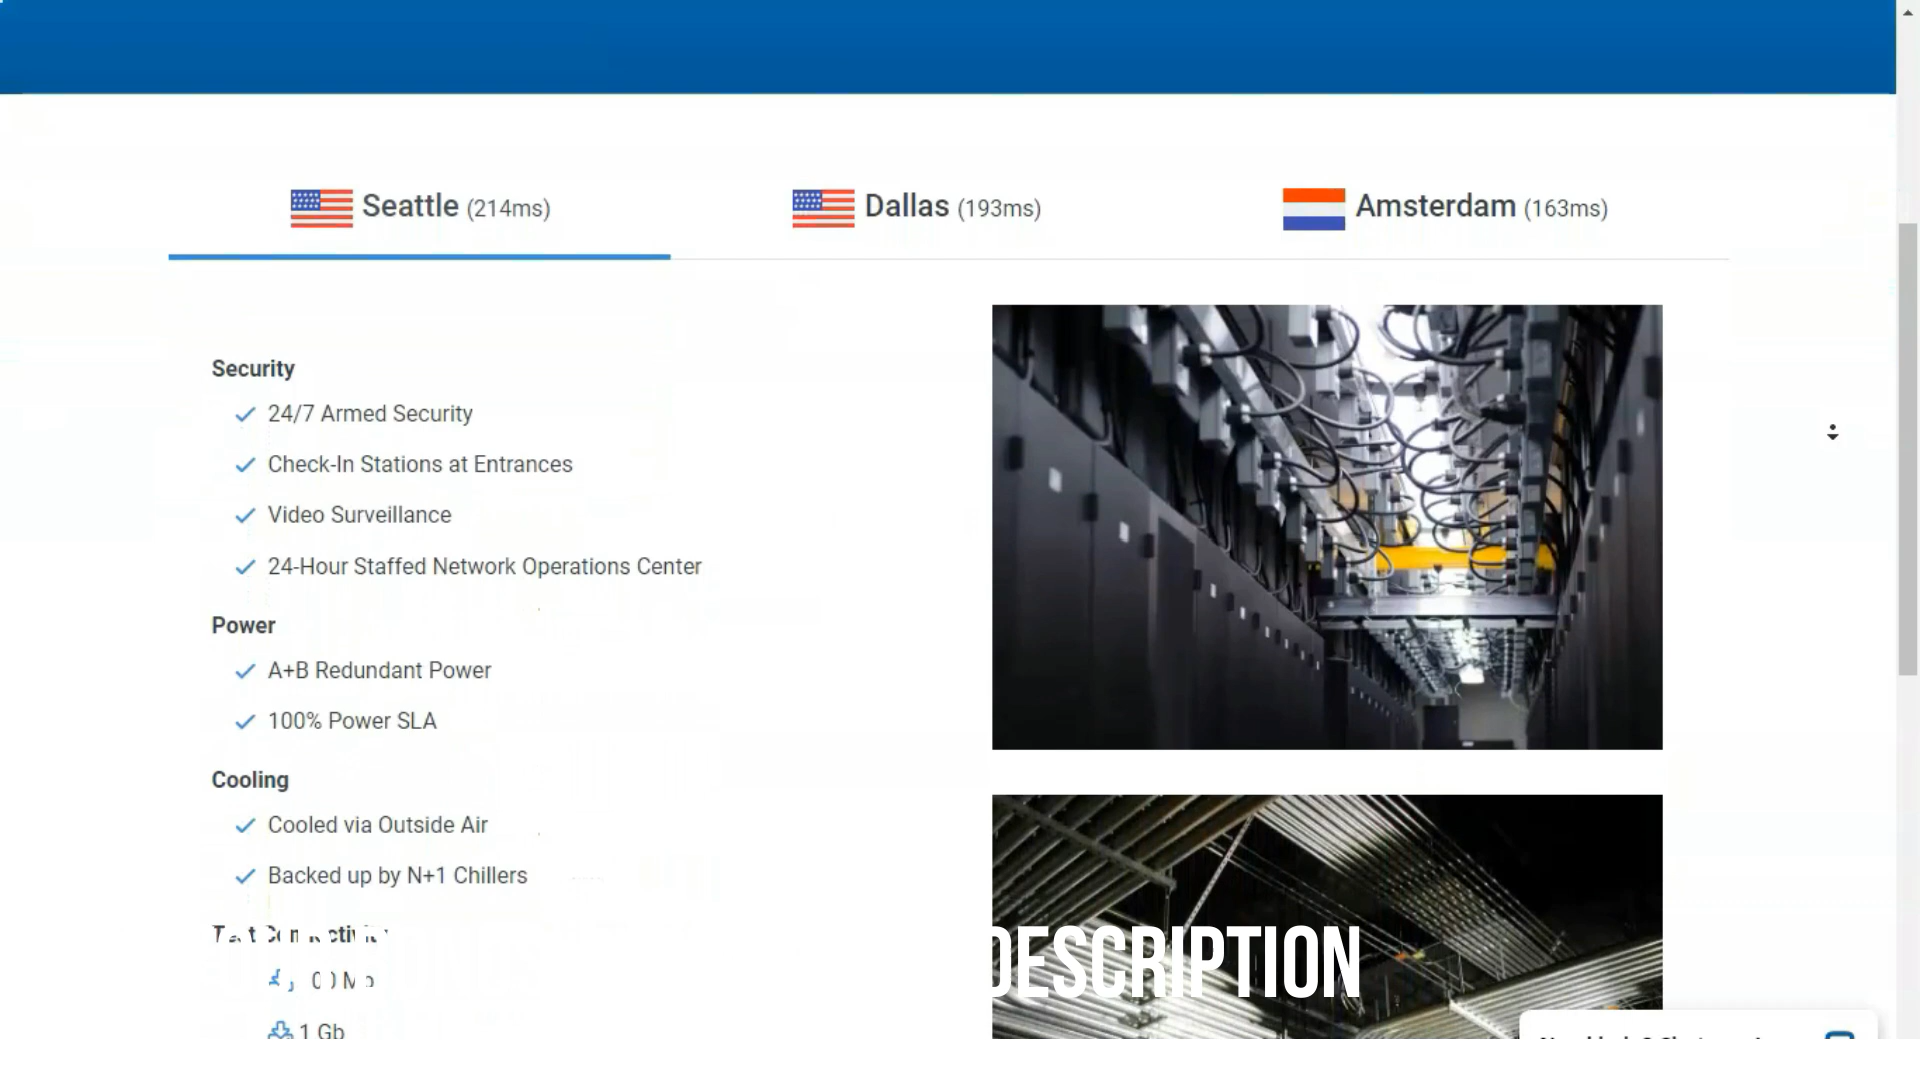 Seattle (214ms)
Dallas (193ms)
Amsterdam (163ms)
Security
24/7 Armed Security
Check-In Stations at Entrances
Video Surveillance
24-Hour Staffed Network Operations Center
Power
A+B Redundant Power
100% Power SLA
Cooling
Cooled via Outside Air
Backed up by N+1 Chillers
DESCRIPTION
1 Gb